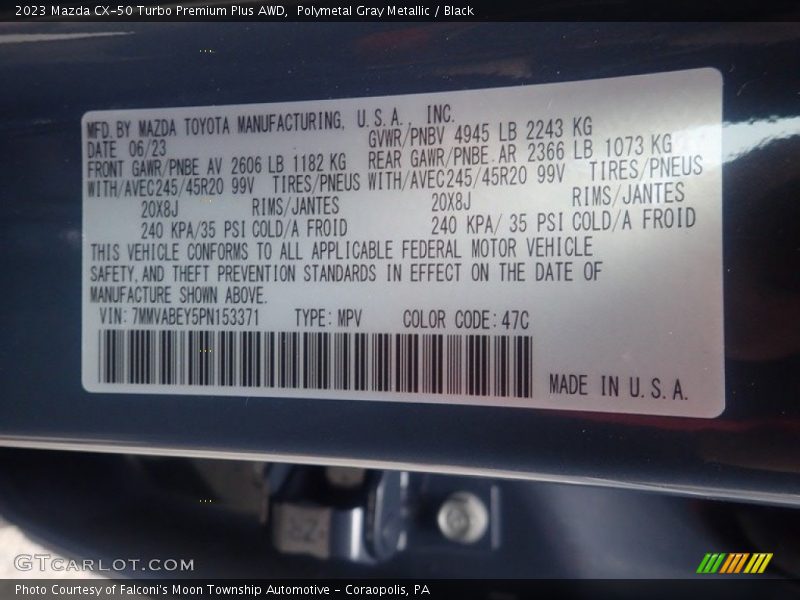 2023 Mazda CX-50 Turbo Premium Plus AWD,  Polymetal Gray Metallic / Black
MFD. BY MAZDA TOYOTA MANUFACTURING, U.S.A., INC.
DATE 06/23 GVWR/PNBV 4945 LB 2243 KG
FRONT GAWR/PNBE AV 2606 LB 1182 KG REAR GAWR/PNBE AR 2366 LB 1073 KG
WITH/AVEC245/45R20 99V TIRES/PNEUS WITH/AVEC245/45R20 99V TIRES/PNEUS
20X8J RIMS/JANTES 20X8J RIMS/JANTES
240 KPA/35 PSI COLD/A FROID 240 KPA/ 35 PSI COLD/A FROID
THIS VEHICLE CONFORMS TO ALL APPLICABLE FEDERAL MOTOR VEHICLE
SAFETY, AND THEFT PREVENTION STANDARDS IN EFFECT ON THE DATE OF
MANUFACTURE SHOWN ABOVE.
VIN: 7MMVABEY5PN153371 TYPE: MPV COLOR CODE: 47C
MADE IN U.S.A.
GTCARLOT.COM
Photo Courtesy of Falconi's Moon Township Automotive - Coraopolis, PA